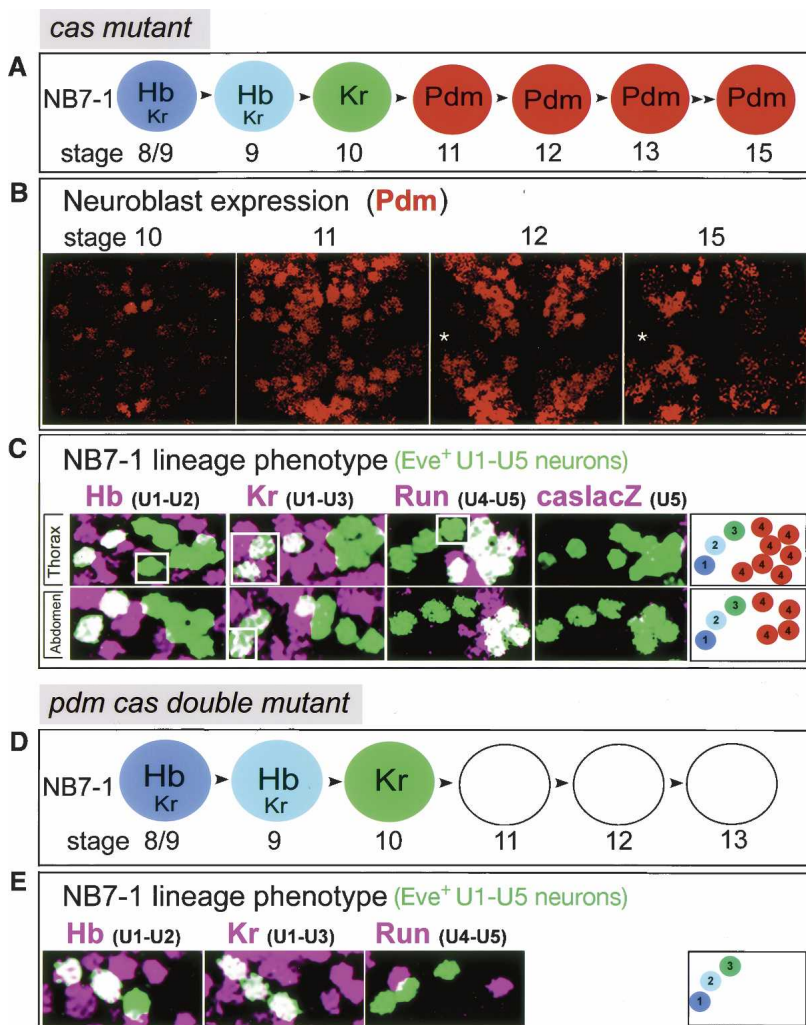 cas mutant
A
NB7-1 Hb Kr Hb Kr Kr Pdm Pdm Pdm Pdm
stage 8/9 9 10 11 12 13 15
B Neuroblast expression (Pdm)
stage 10 11 12 15
* *
C NB7-1 lineage phenotype (Eve+ U1-U5 neurons)
Hb (U1-U2) Kr (U1-U3) Run (U4-U5) caslacZ (U5)
Thorax 1 2 3 4 4 4 4 4 4 4 4
Abdomen 1 2 3 4 4 4 4 4
pdm cas double mutant
D
NB7-1 Hb Kr Hb Kr Kr
stage 8/9 9 10 11 12 13
E NB7-1 lineage phenotype (Eve+ U1-U5 neurons)
Hb (U1-U2) Kr (U1-U3) Run (U4-U5)
1 2 3